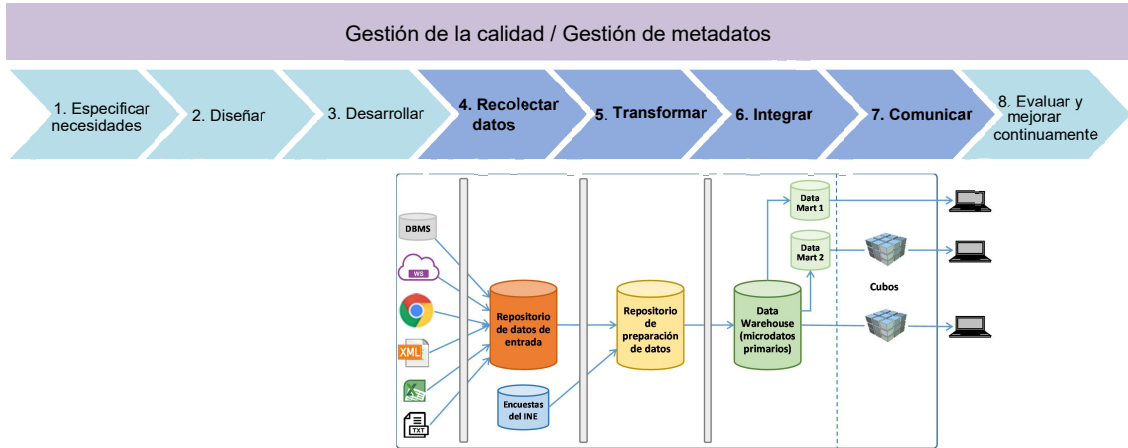 Gestión de la calidad / Gestión de metadatos
1. Especificar
necesidades
2. Diseñar
3. Desarrollar
4. Recolectar
datos
5. Transformar
6. Integrar
7. Comunicar
8. Evaluar y
mejorar
continuamente
DBMS
WS
XML
X
TXT
Repositorio
de datos de
entrada
Encuestas
del INE
Repositorio
de
preparación
de datos
Data
Warehouse
(microdatos
primarios)
Data
Mart 1
Data
Mart 2
Cubos